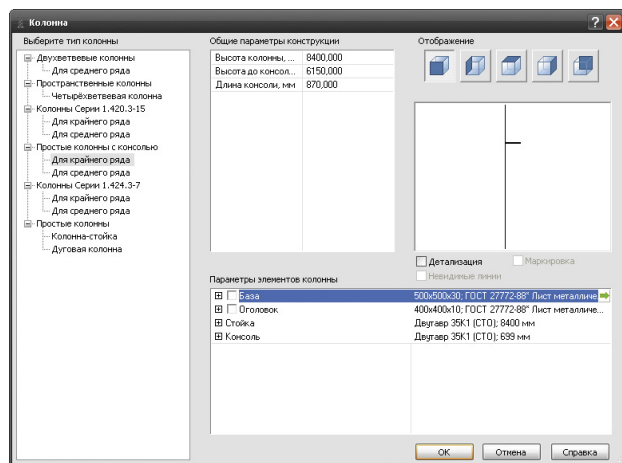 Колонна
Выберите тип колонны
Двухветвевые колонны
Для среднего ряда
Пространственные колонны
Четырёхветвевая колонна
Колонны Серии 1.420.3-15
Для крайнего ряда
Для среднего ряда
Простые колонны с консолью
Для крайнего ряда
Для среднего ряда
Колонны Серии 1.424.3-7
Для крайнего ряда
Для среднего ряда
Простые колонны
Колонна-стойка
Дуговая колонна
Общие параметры конструкции
Высота колонны, ... 8400,000
Высота до консол... 6150,000
Длина консоли, мм 870,000
Отображение
Детализация Маркировка
Невидимые линии
Параметры элементов колонны
База 500x500x30; ГОСТ 27772-88* Лист металличе
Оголовок 400x400x10; ГОСТ 27772-88* Лист металличе...
Стойка Двутавр 35К1 (СТО); 8400 мм
Консоль Двутавр 35К1 (СТО); 699 мм
ОК Отмена Справка